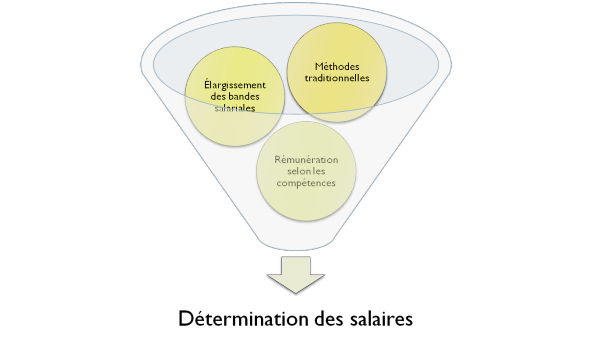 Élargissement
des bandes
salariales
Méthodes
traditionnelles
Rémunération
selon les
compétences
Détermination des salaires